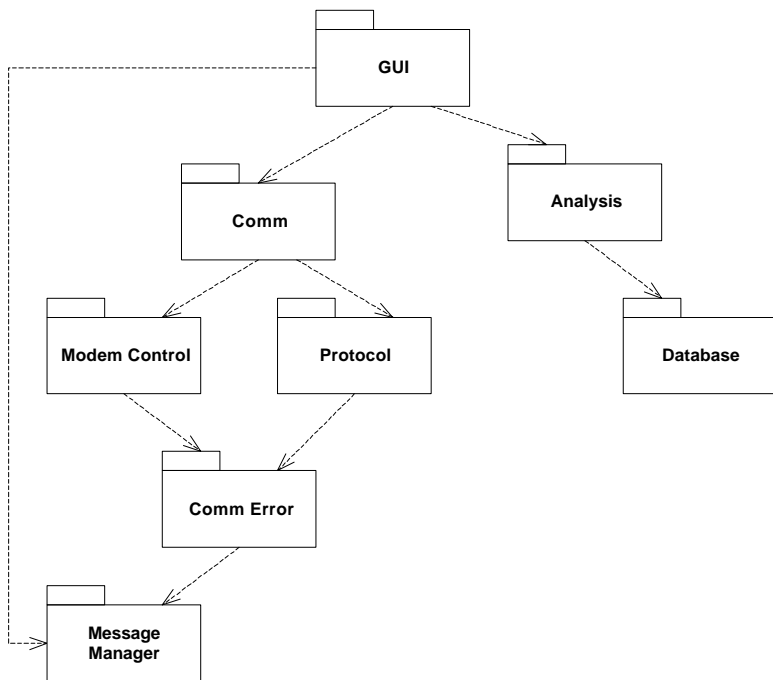 GUI
Comm
Analysis
Modem Control
Protocol
Database
Comm Error
Message
Manager